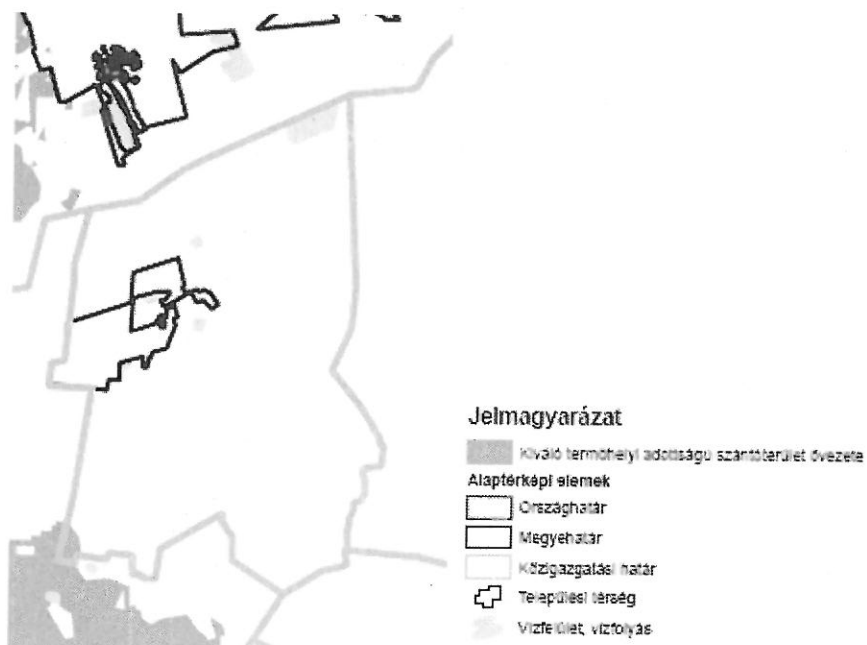 Jelmagyarázat
Kiváló termőhelyi adottságú szántóterület övezete
Alaptérképi elemek
Országhatár
Megyehatár
Közigazgatási határ
Települési térség
Vízfelület, vízfolyás